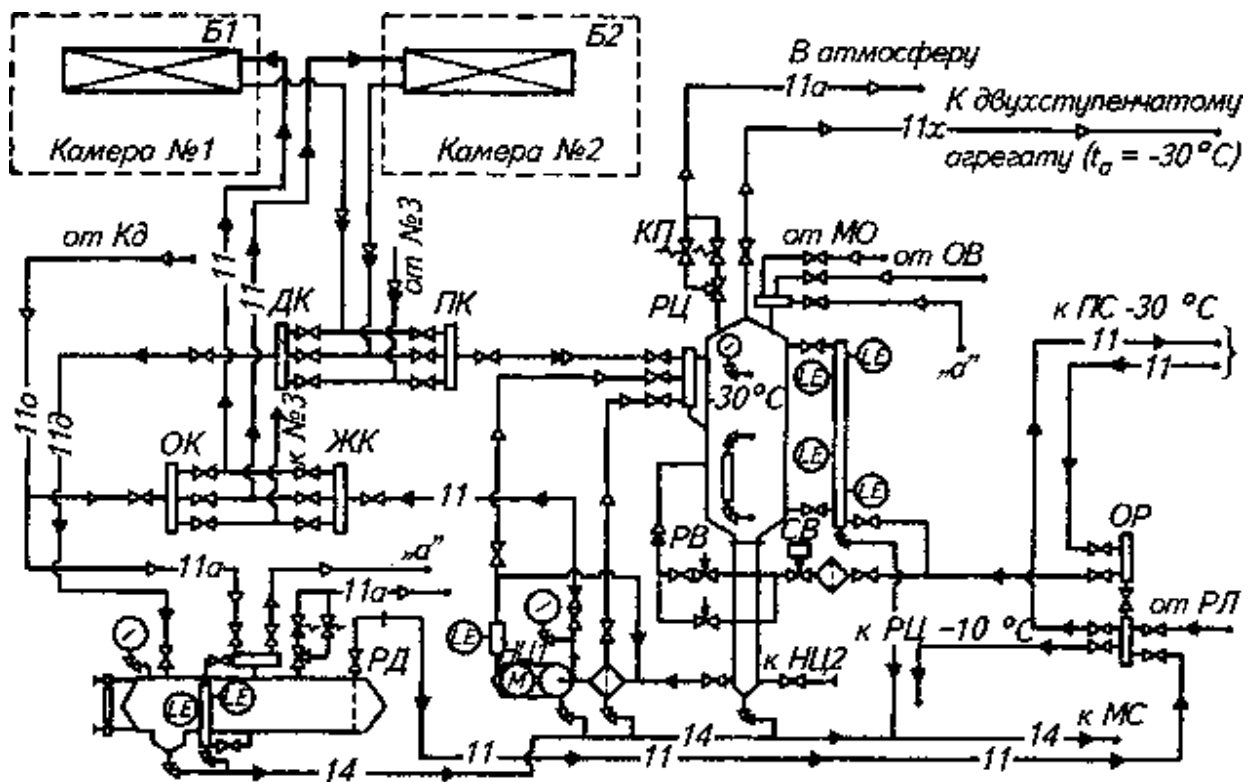 Б1
Б2
В атмосферу
11а
К двухступенчатому
11х
агрегату (tₒ = -30°С)
Камера №1
Камера №2
от Кд
11
11
от №3
КП
от МО
от ОВ
ДК
ПК
РЦ
к ПС -30 °С
11
11
„а”
LE
LE
-30°С
11а
11д
ОК
к №3
ЖК
11
LE
LE
РВ
СВ
ОР
11а
„а”
11а
от РЛ
к РЦ -10 °С
LE
НЦ1
М
к НЦ2
РД
LE
LE
14
11
11
14
11
14
к МС